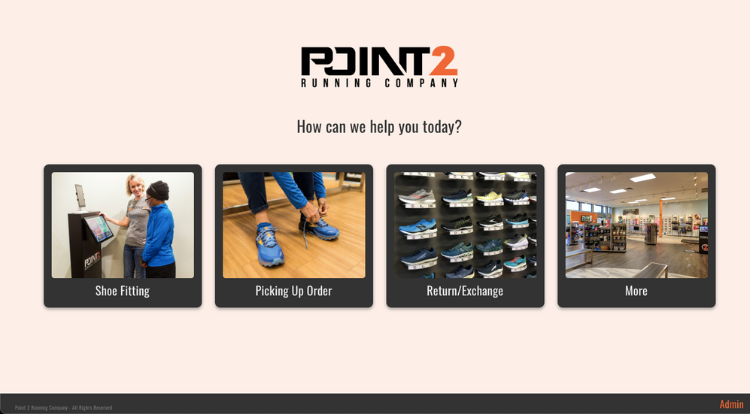 POINT2
RUNNING COMPANY
How can we help you today?
POINT2
Shoe Fitting
Picking Up Order
Return/Exchange
More
Point 2 Running Company - All Rights Reserved
Admin